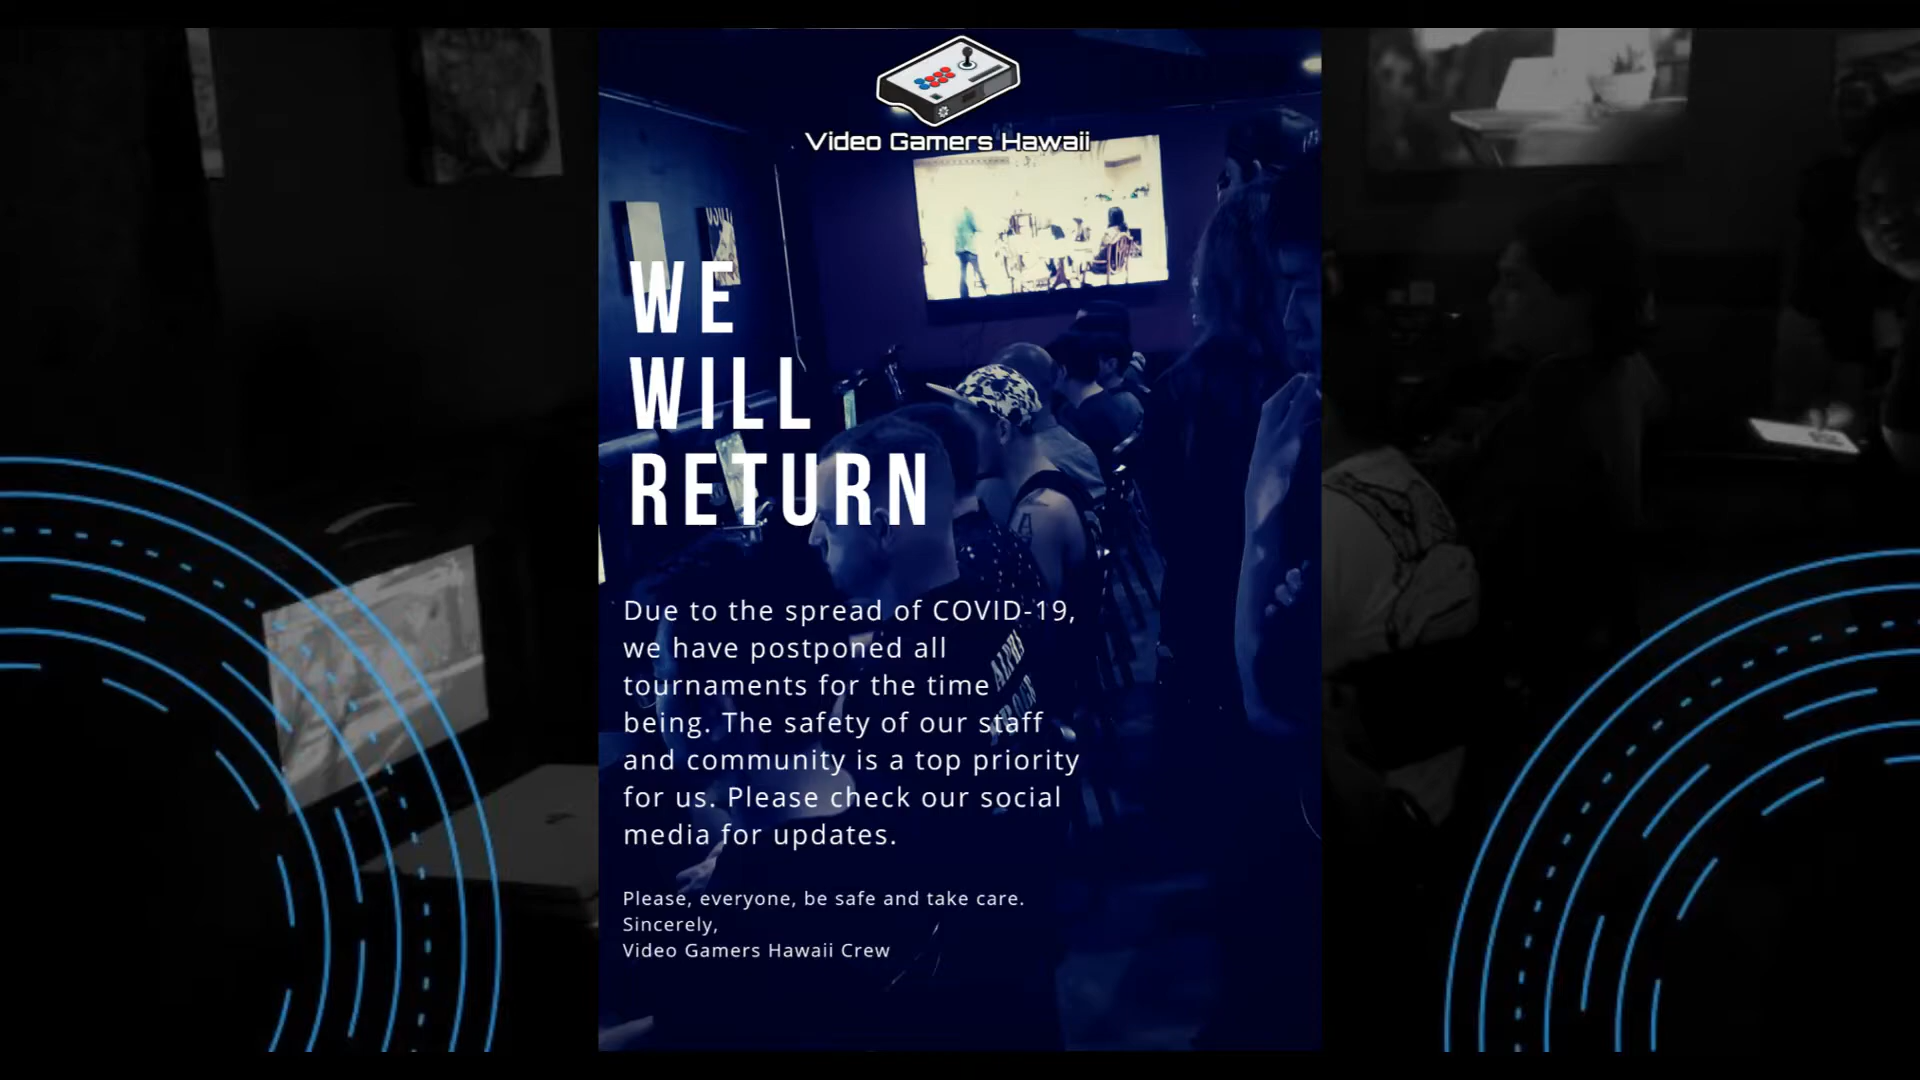 Video Gamers Hawaii
WE
WILL
RETURN
Due to the spread of COVID-19,
we have postponed all
tournaments for the time
being. The safety of our staff
and community is a top priority
for us. Please check our social
media for updates.
Please, everyone, be safe and take care.
Sincerely,
Video Gamers Hawaii Crew